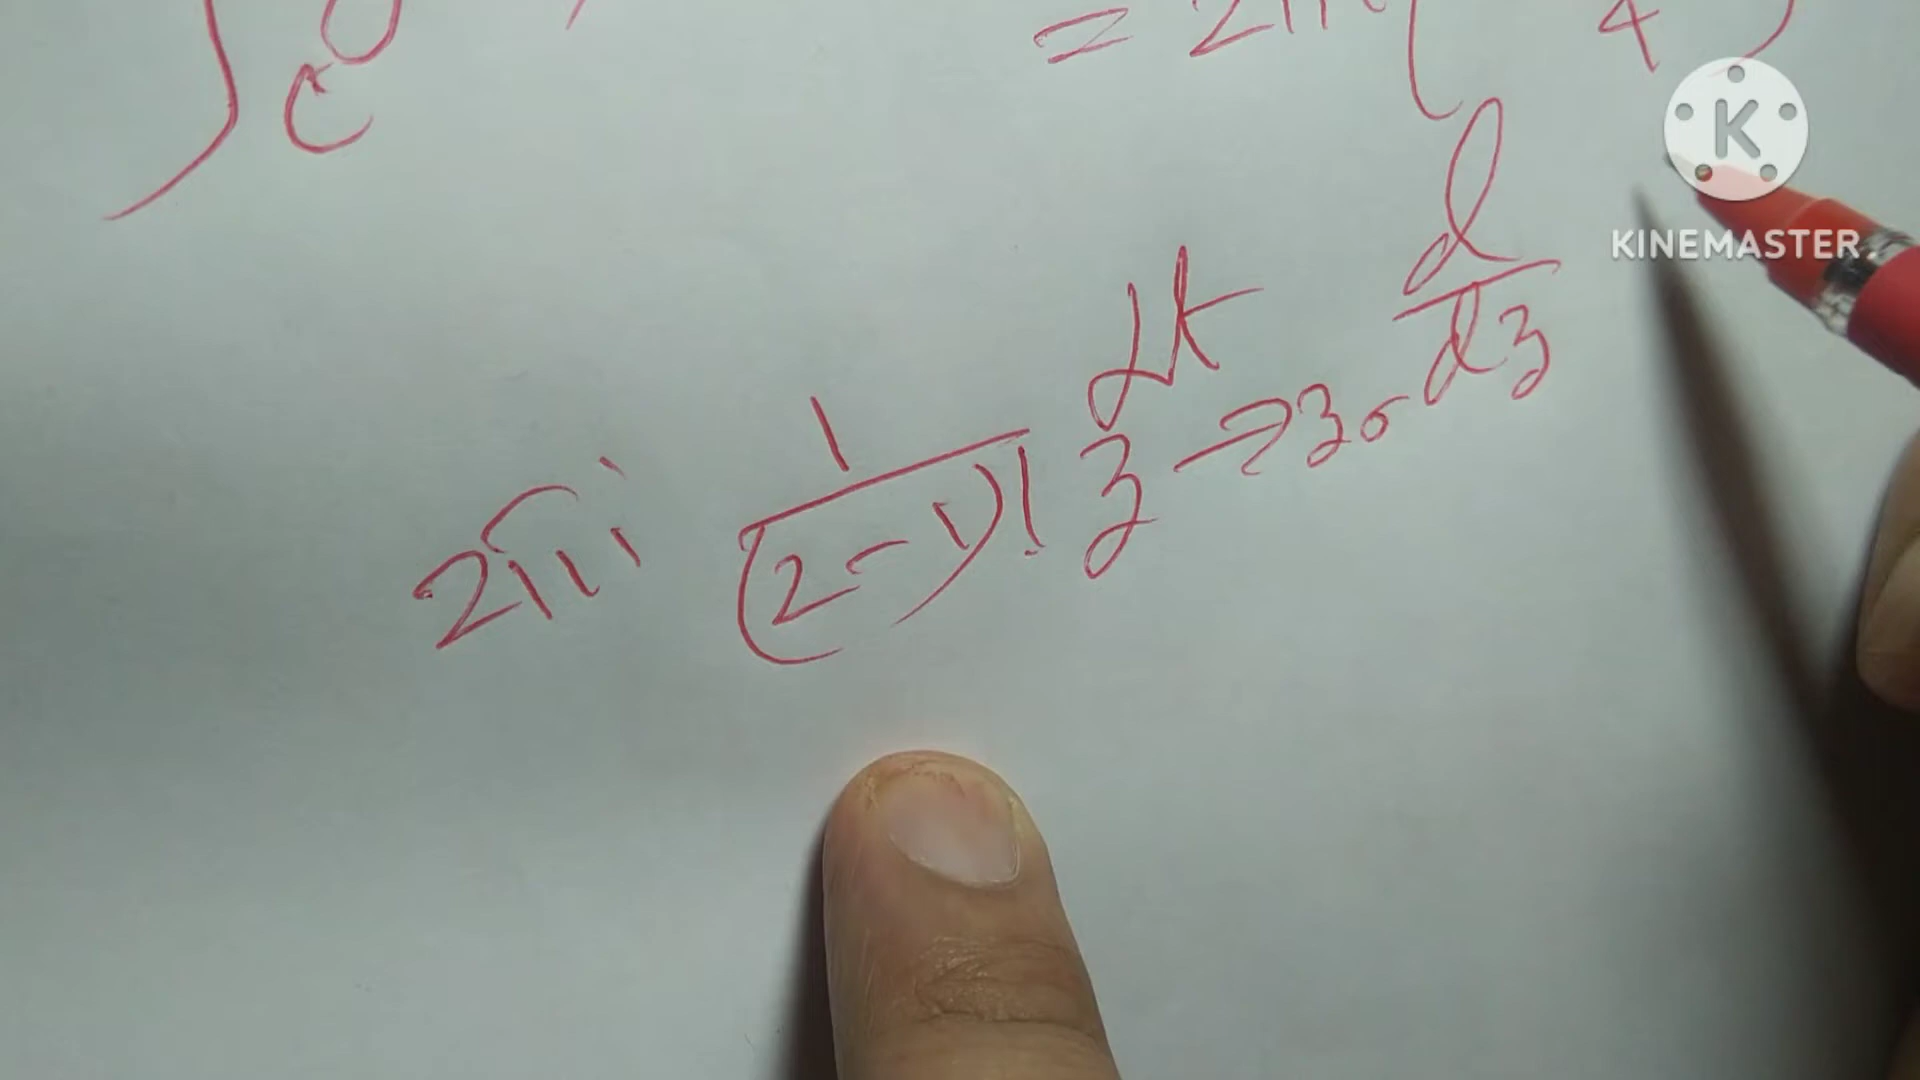 ∫c
= 2πi ( 4 )
K
KINEMASTER
2πi 1/(2-1)! Lt z→z₀ d/dz